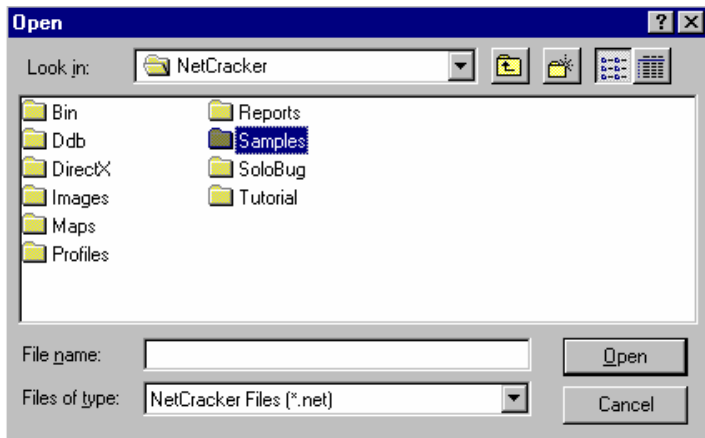 Open
Look in: NetCracker
Bin
Ddb
DirectX
Images
Maps
Profiles
Reports
Samples
SoloBug
Tutorial
File name:
Open
Files of type: NetCracker Files (*.net)
Cancel